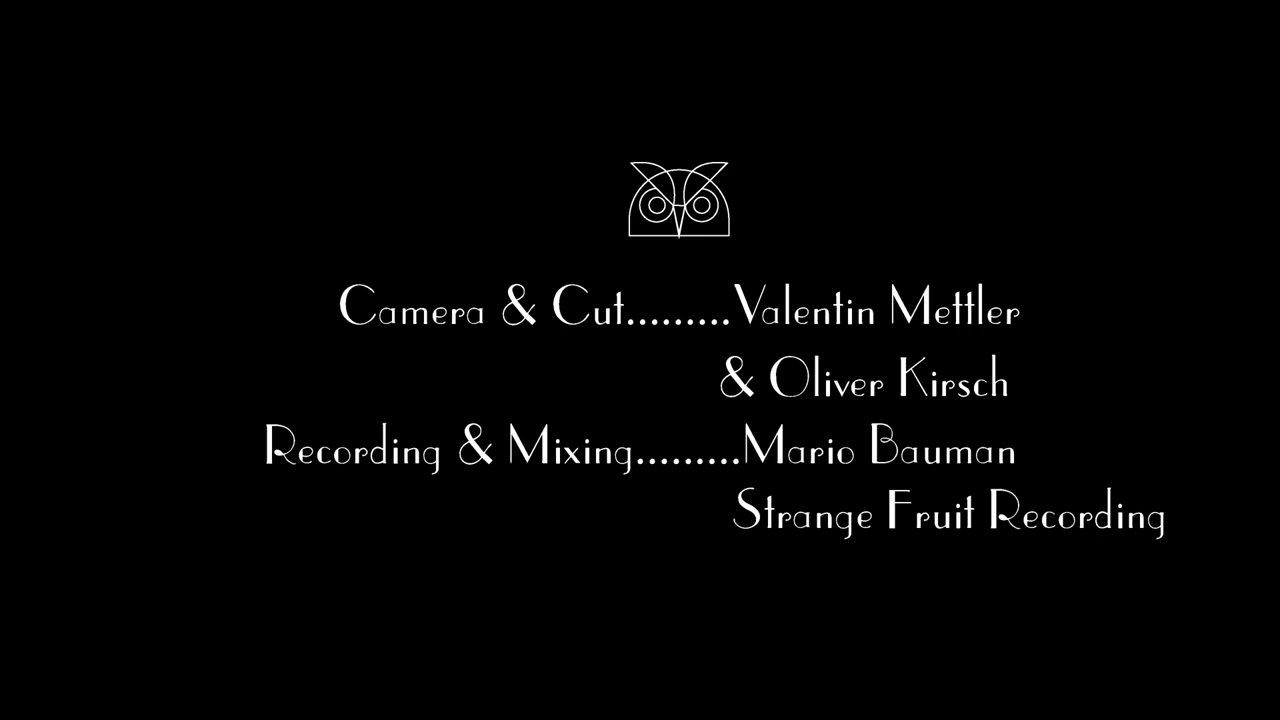 Camera & Cut.........Valentin Mettler
& Oliver Kirsch
Recording & Mixing.........Mario Bauman
Strange Fruit Recording